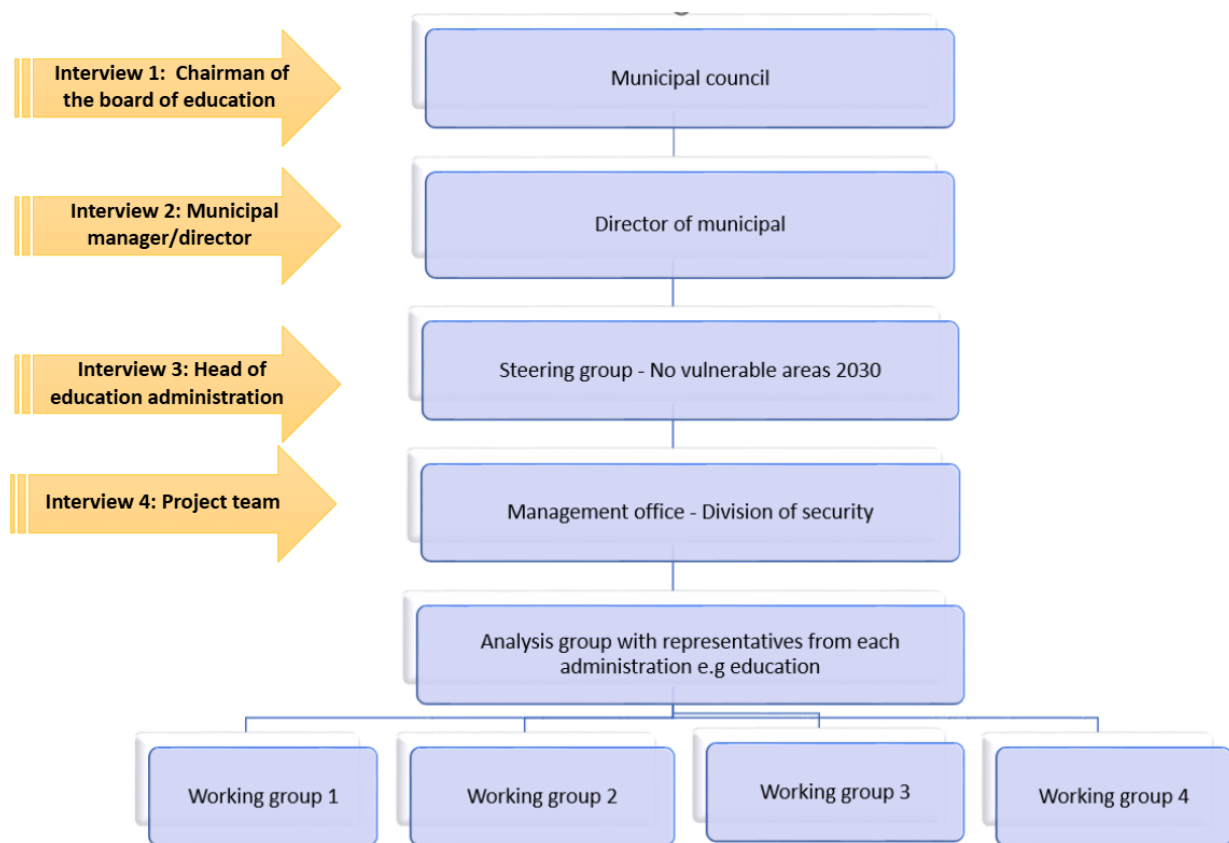 Interview 1:  Chairman of
the board of education
Municipal council
Interview 2: Municipal
manager/director
Director of municipal
Interview 3: Head of
education administration
Steering group - No vulnerable areas 2030
Interview 4: Project team
Management office - Division of security
Analysis group with representatives from each
administration e.g education
Working group 1
Working group 2
Working group 3
Working group 4